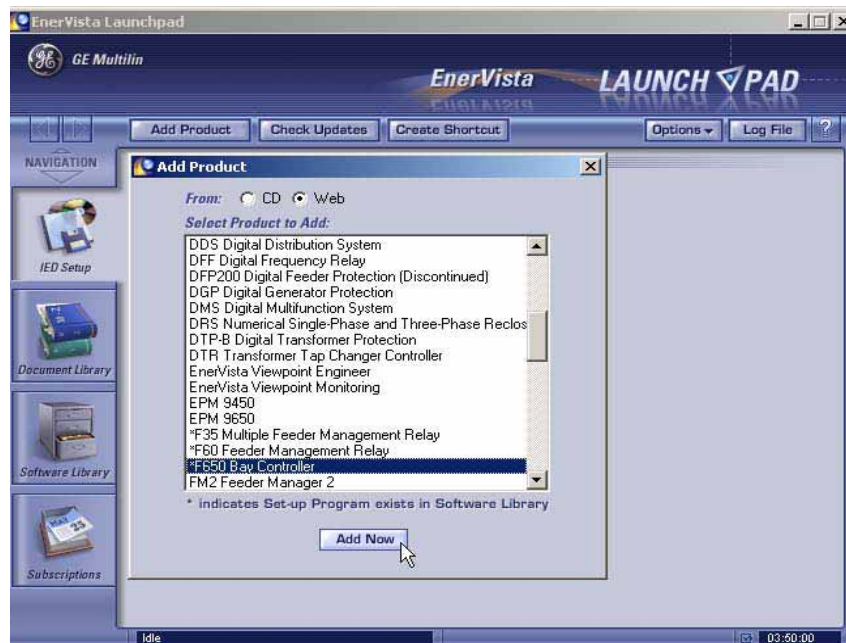 EnerVista Launchpad
GE Multilin
EnerVista LAUNCH PAD
Add Product Check Updates Create Shortcut Options Log File ?
NAVIGATION
IED Setup
Document Library
Software Library
Subscriptions
Add Product
From: CD Web
Select Product to Add:
DDS Digital Distribution System
DFF Digital Frequency Relay
DFP200 Digital Feeder Protection (Discontinued)
DGP Digital Generator Protection
DMS Digital Multifunction System
DRS Numerical Single-Phase and Three-Phase Reclos
DTP-B Digital Transformer Protection
DTR Transformer Tap Changer Controller
EnerVista Viewpoint Engineer
EnerVista Viewpoint Monitoring
EPM 9450
EPM 9650
*F35 Multiple Feeder Management Relay
*F60 Feeder Management Relay
*F650 Bay Controller
FM2 Feeder Manager 2
* indicates Set-up Program exists in Software Library
Add Now
Idle 03:50:00